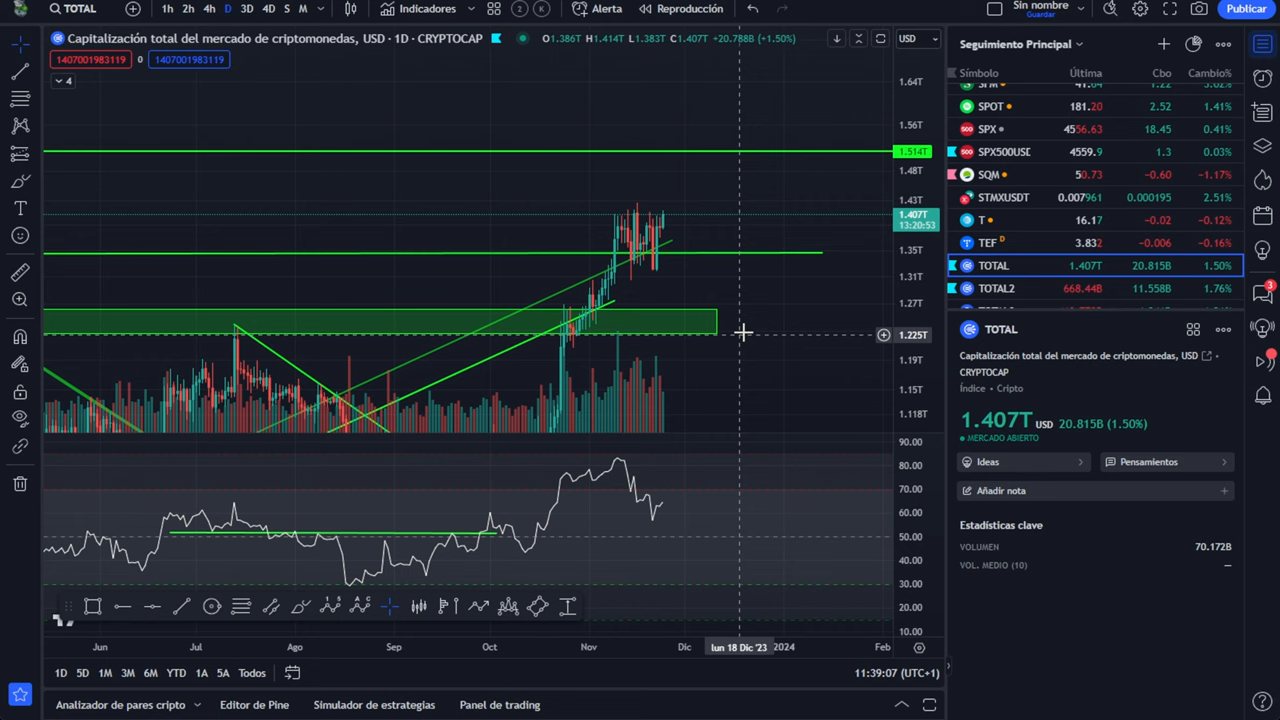 TOTAL
1h 2h 4h D 3D 4D S M
Indicadores
2 K
Alerta
Reproducción
Sin nombre
Guardar
Publicar
Capitalización total del mercado de criptomonedas, USD · 1D · CRYPTOCAP
O1.386T H1.414T L1.383T C1.407T +20.788B (+1.50%)
USD
1407001983119 0 1407001983119
4
1.64T
1.56T
1.514T
1.48T
1.43T
1.407T
13:20:53
1.35T
1.31T
1.27T
1.225T
1.19T
1.15T
1.118T
90.00
80.00
70.00
60.00
50.00
40.00
30.00
20.00
10.00
Jun Jul Ago Sep Oct Nov Dic lun 18 Dic '23 2024 Feb
1D 5D 1M 3M 6M YTD 1A 5A Todos
11:39:07 (UTC+1)
Analizador de pares cripto
Editor de Pine
Simulador de estrategias
Panel de trading
Seguimiento Principal
Símbolo Última Cbo Cambio%
SPOT 181.20 2.52 1.41%
SPX 4556.63 18.45 0.41%
SPX500USD 4559.9 1.3 0.03%
SQM 50.73 −0.60 −1.17%
STMXUSDT 0.007961 0.000195 2.51%
T 16.17 −0.02 −0.12%
TEF D 3.832 −0.006 −0.16%
TOTAL 1.407T 20.815B 1.50%
TOTAL2 668.44B 11.558B 1.76%
TOTAL
Capitalización total del mercado de criptomonedas, USD
CRYPTOCAP
Índice • Cripto
1.407T USD 20.815B (1.50%)
MERCADO ABIERTO
Ideas
Pensamientos
Añadir nota
Estadísticas clave
VOLUMEN 70.172B
VOL. MEDIO (10) —
3